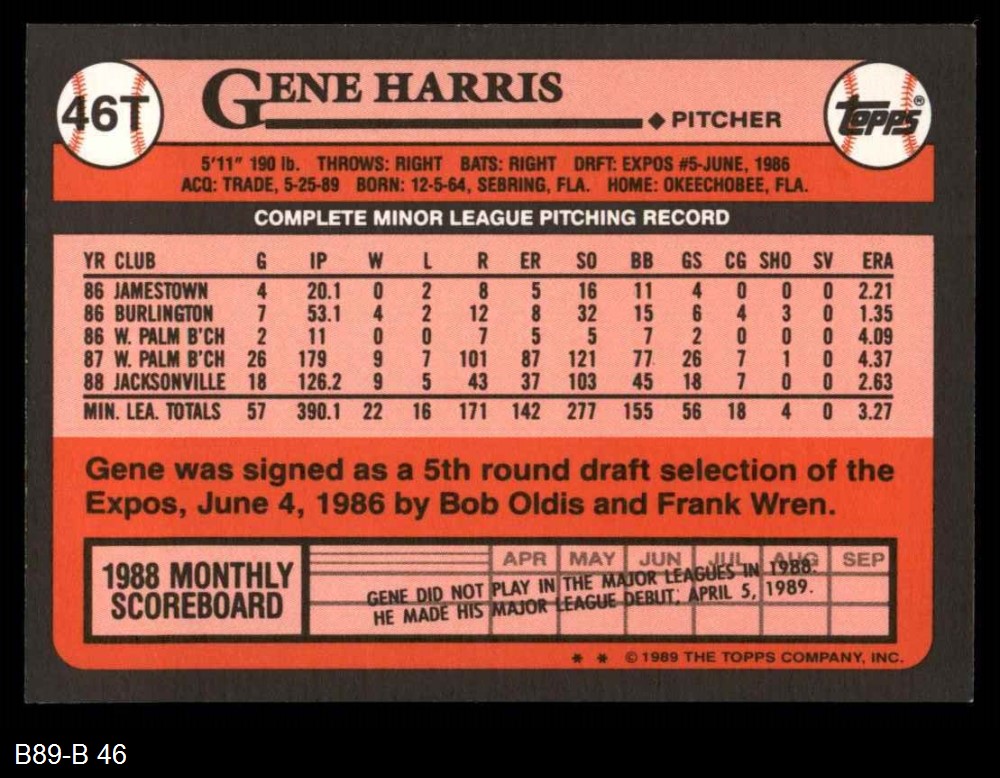 46T
GENE HARRIS
◆ PITCHER
TOPPS®
5'11" 190 lb. THROWS: RIGHT BATS: RIGHT DRFT: EXPOS #5-JUNE, 1986
ACQ: TRADE, 5-25-89 BORN: 12-5-64, SEBRING, FLA. HOME: OKEECHOBEE, FLA.
COMPLETE MINOR LEAGUE PITCHING RECORD
YR CLUB G IP W L R ER SO BB GS CG SHO SV ERA
86 JAMESTOWN 4 20.1 0 2 8 5 16 11 4 0 0 0 2.21
86 BURLINGTON 7 53.1 4 2 12 8 32 15 6 4 3 0 1.35
86 W. PALM B'CH 2 11 0 0 7 5 5 7 2 0 0 0 4.09
87 W. PALM B'CH 26 179 9 7 101 87 121 77 26 7 1 0 4.37
88 JACKSONVILLE 18 126.2 9 5 43 37 103 45 18 7 0 0 2.63
MIN. LEA. TOTALS 57 390.1 22 16 171 142 277 155 56 18 4 0 3.27
Gene was signed as a 5th round draft selection of the
Expos, June 4, 1986 by Bob Oldis and Frank Wren.
1988 MONTHLY
SCOREBOARD
APR MAY JUN JUL AUG SEP
GENE DID NOT PLAY IN THE MAJOR LEAGUES IN 1988.
HE MADE HIS MAJOR LEAGUE DEBUT, APRIL 5, 1989.
* * © 1989 THE TOPPS COMPANY, INC.
B89-B 46